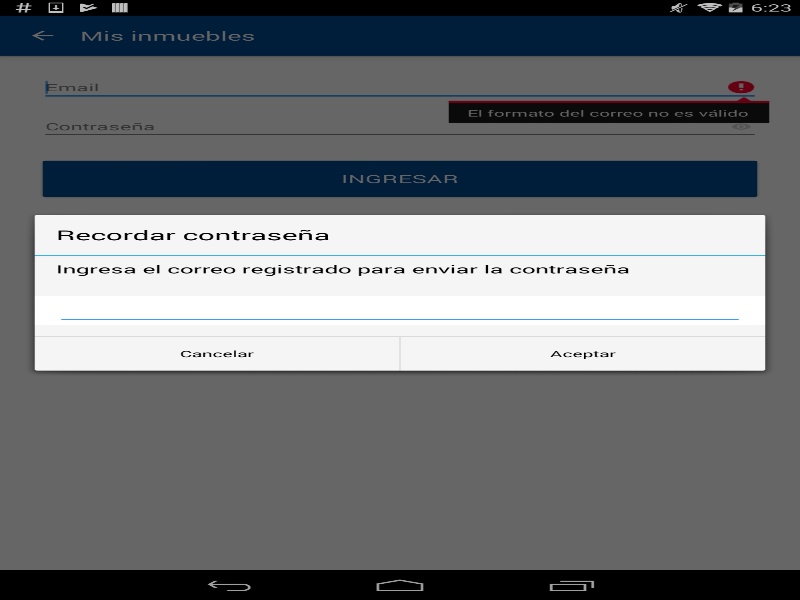 6:23
Mis inmuebles
Email
El formato del correo no es válido
Contraseña
INGRESAR
Recordar contraseña
Ingresa el correo registrado para enviar la contraseña
Cancelar
Aceptar